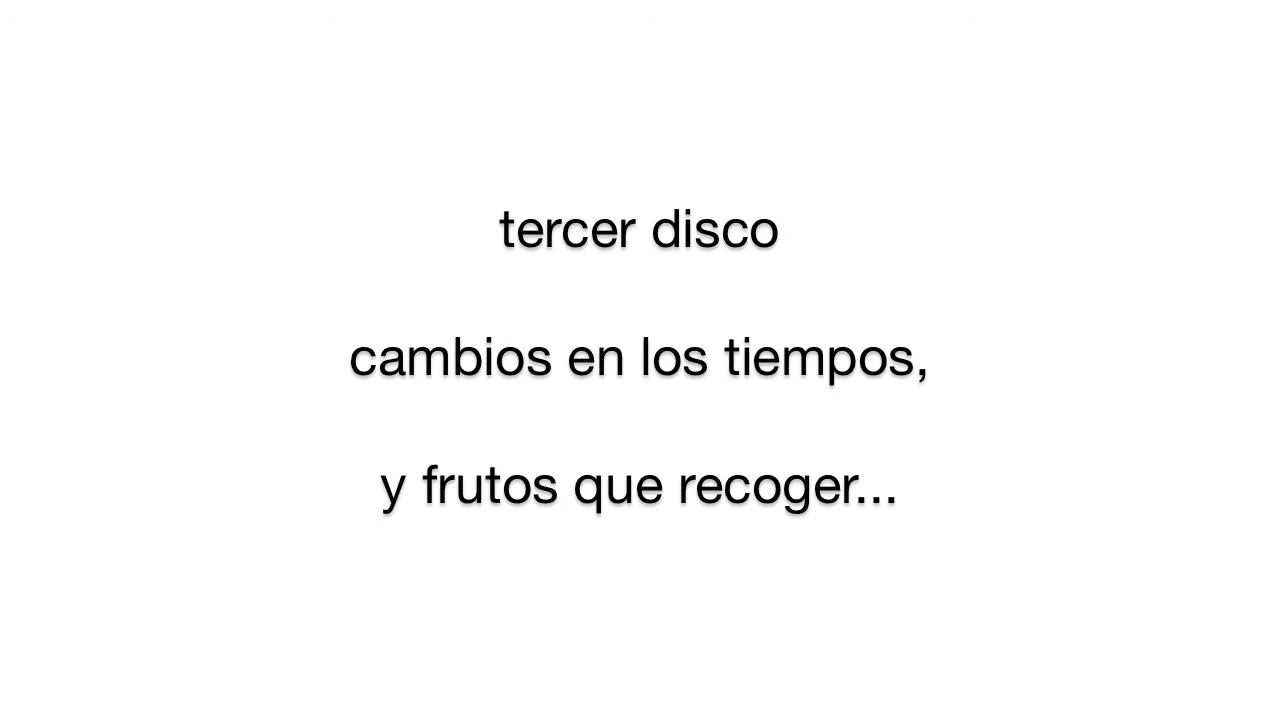 tercer disco
cambios en los tiempos,
y frutos que recoger...